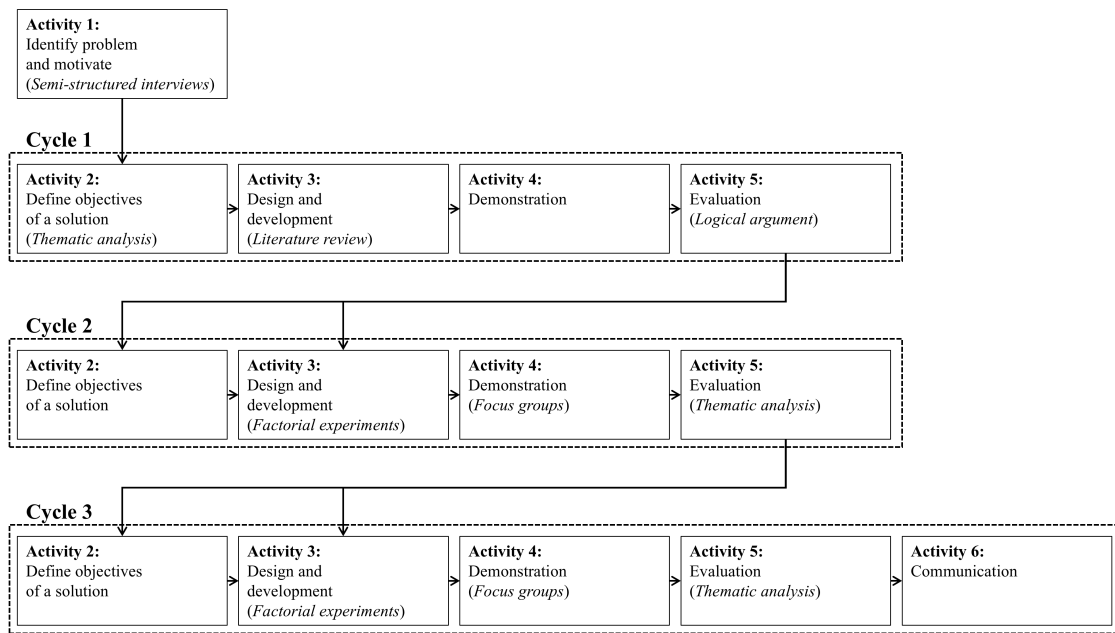 Activity 1:
Identify problem
and motivate
(Semi-structured interviews)
Cycle 1
Activity 2:
Define objectives
of a solution
(Thematic analysis)
Activity 3:
Design and
development
(Literature review)
Activity 4:
Demonstration
Activity 5:
Evaluation
(Logical argument)
Cycle 2
Activity 2:
Define objectives
of a solution
Activity 3:
Design and
development
(Factorial experiments)
Activity 4:
Demonstration
(Focus groups)
Activity 5:
Evaluation
(Thematic analysis)
Cycle 3
Activity 2:
Define objectives
of a solution
Activity 3:
Design and
development
(Factorial experiments)
Activity 4:
Demonstration
(Focus groups)
Activity 5:
Evaluation
(Thematic analysis)
Activity 6:
Communication